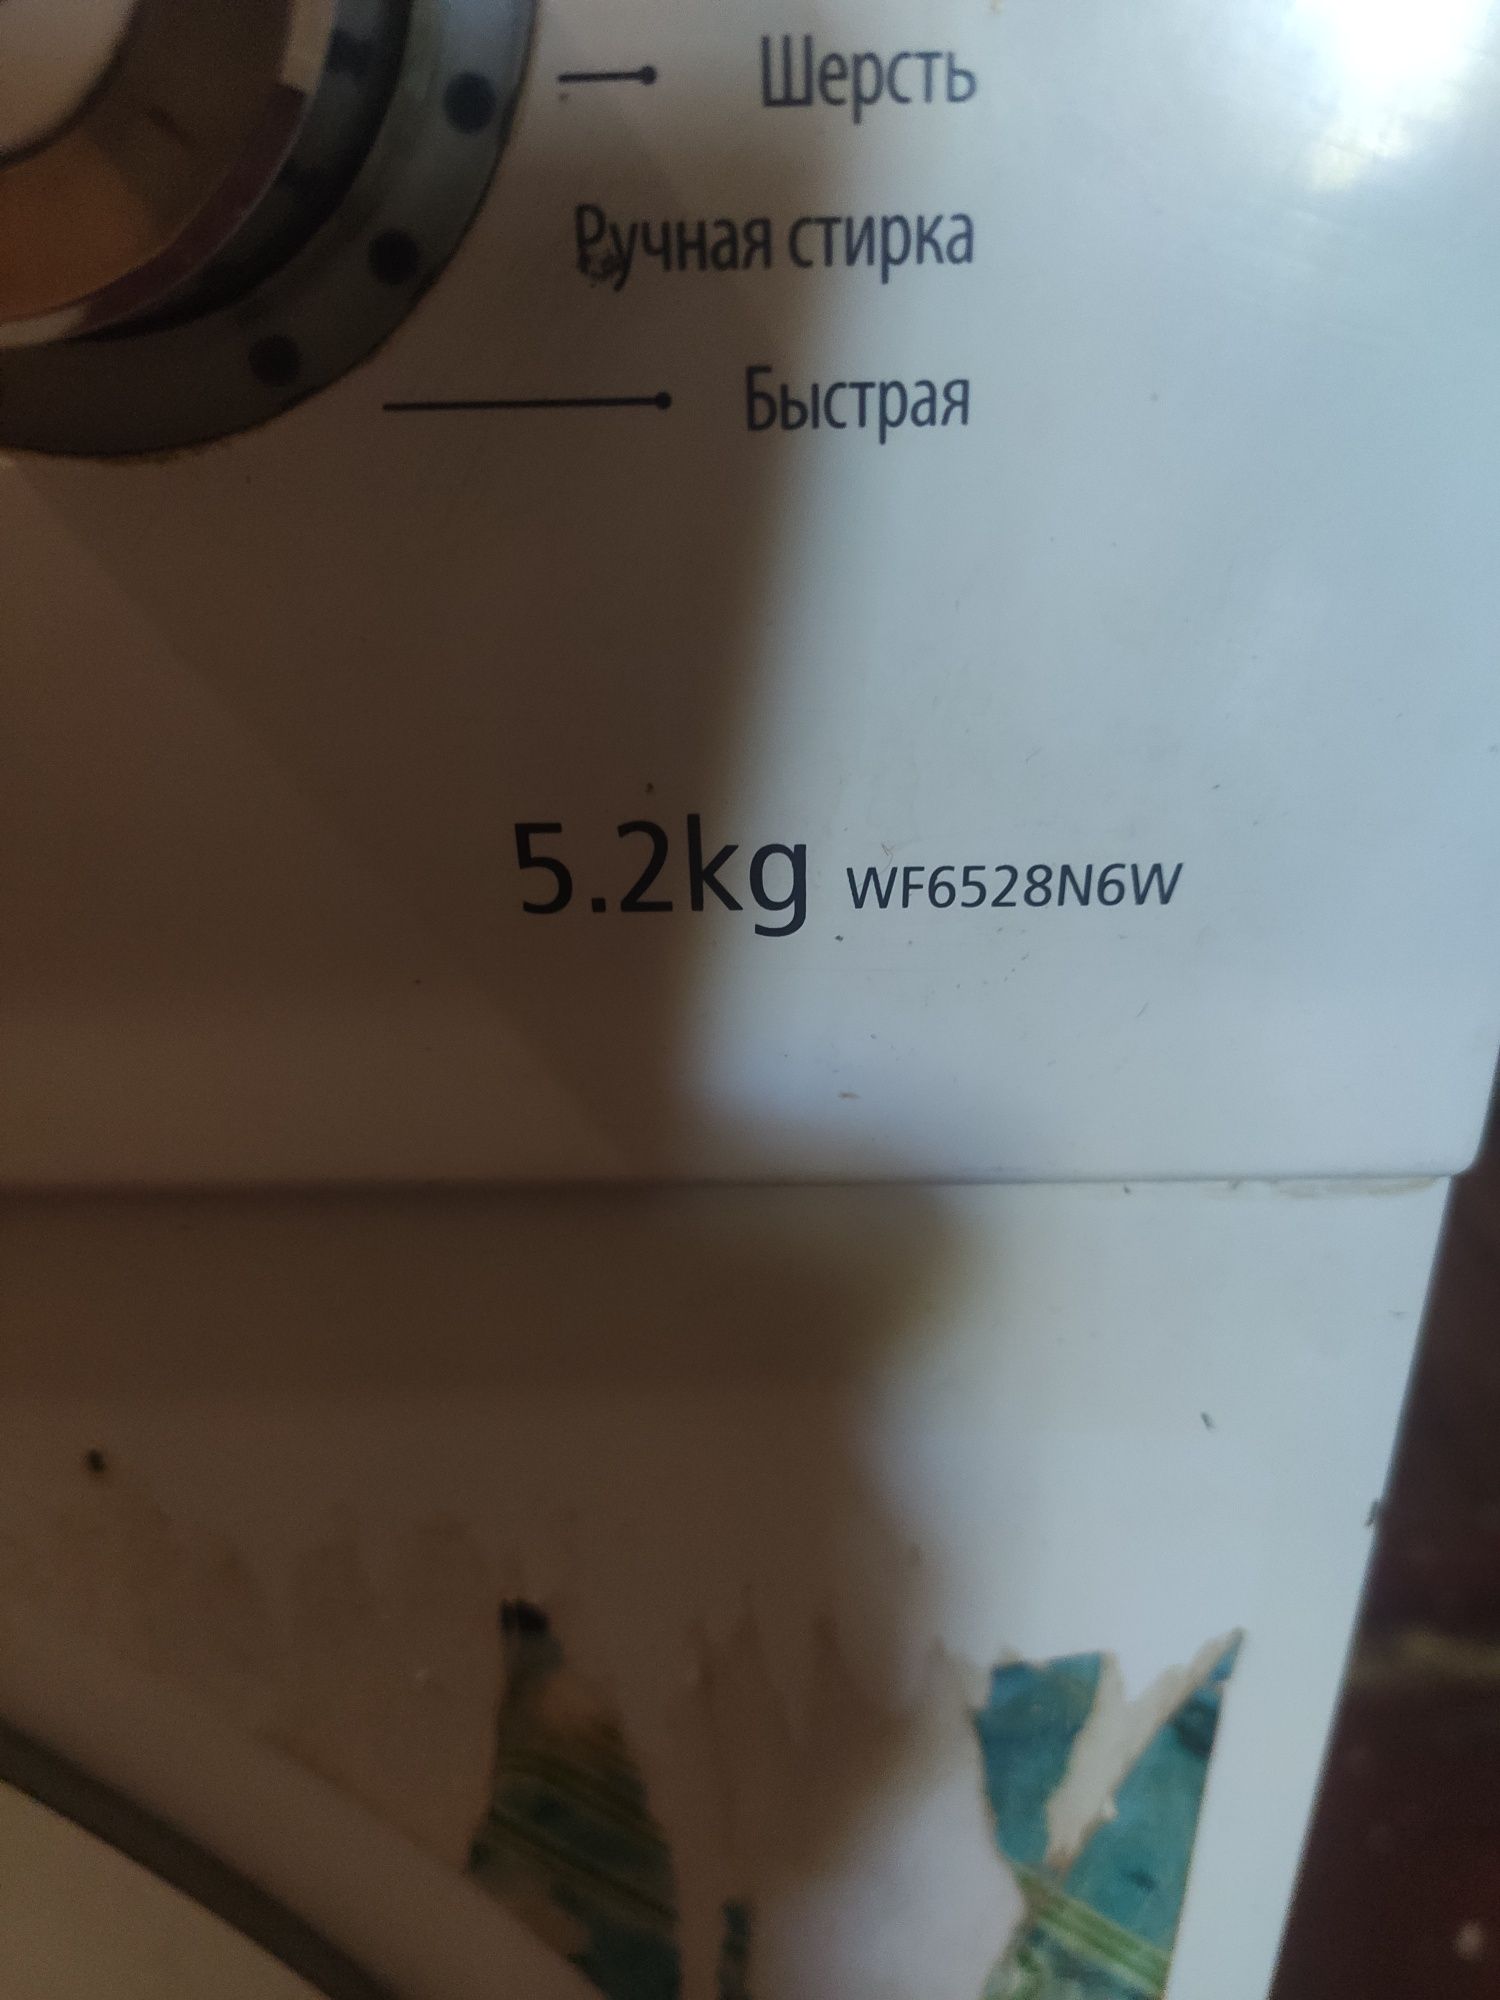 Шерсть
Ручная стирка
Быстрая
5.2kg WF6528N6W